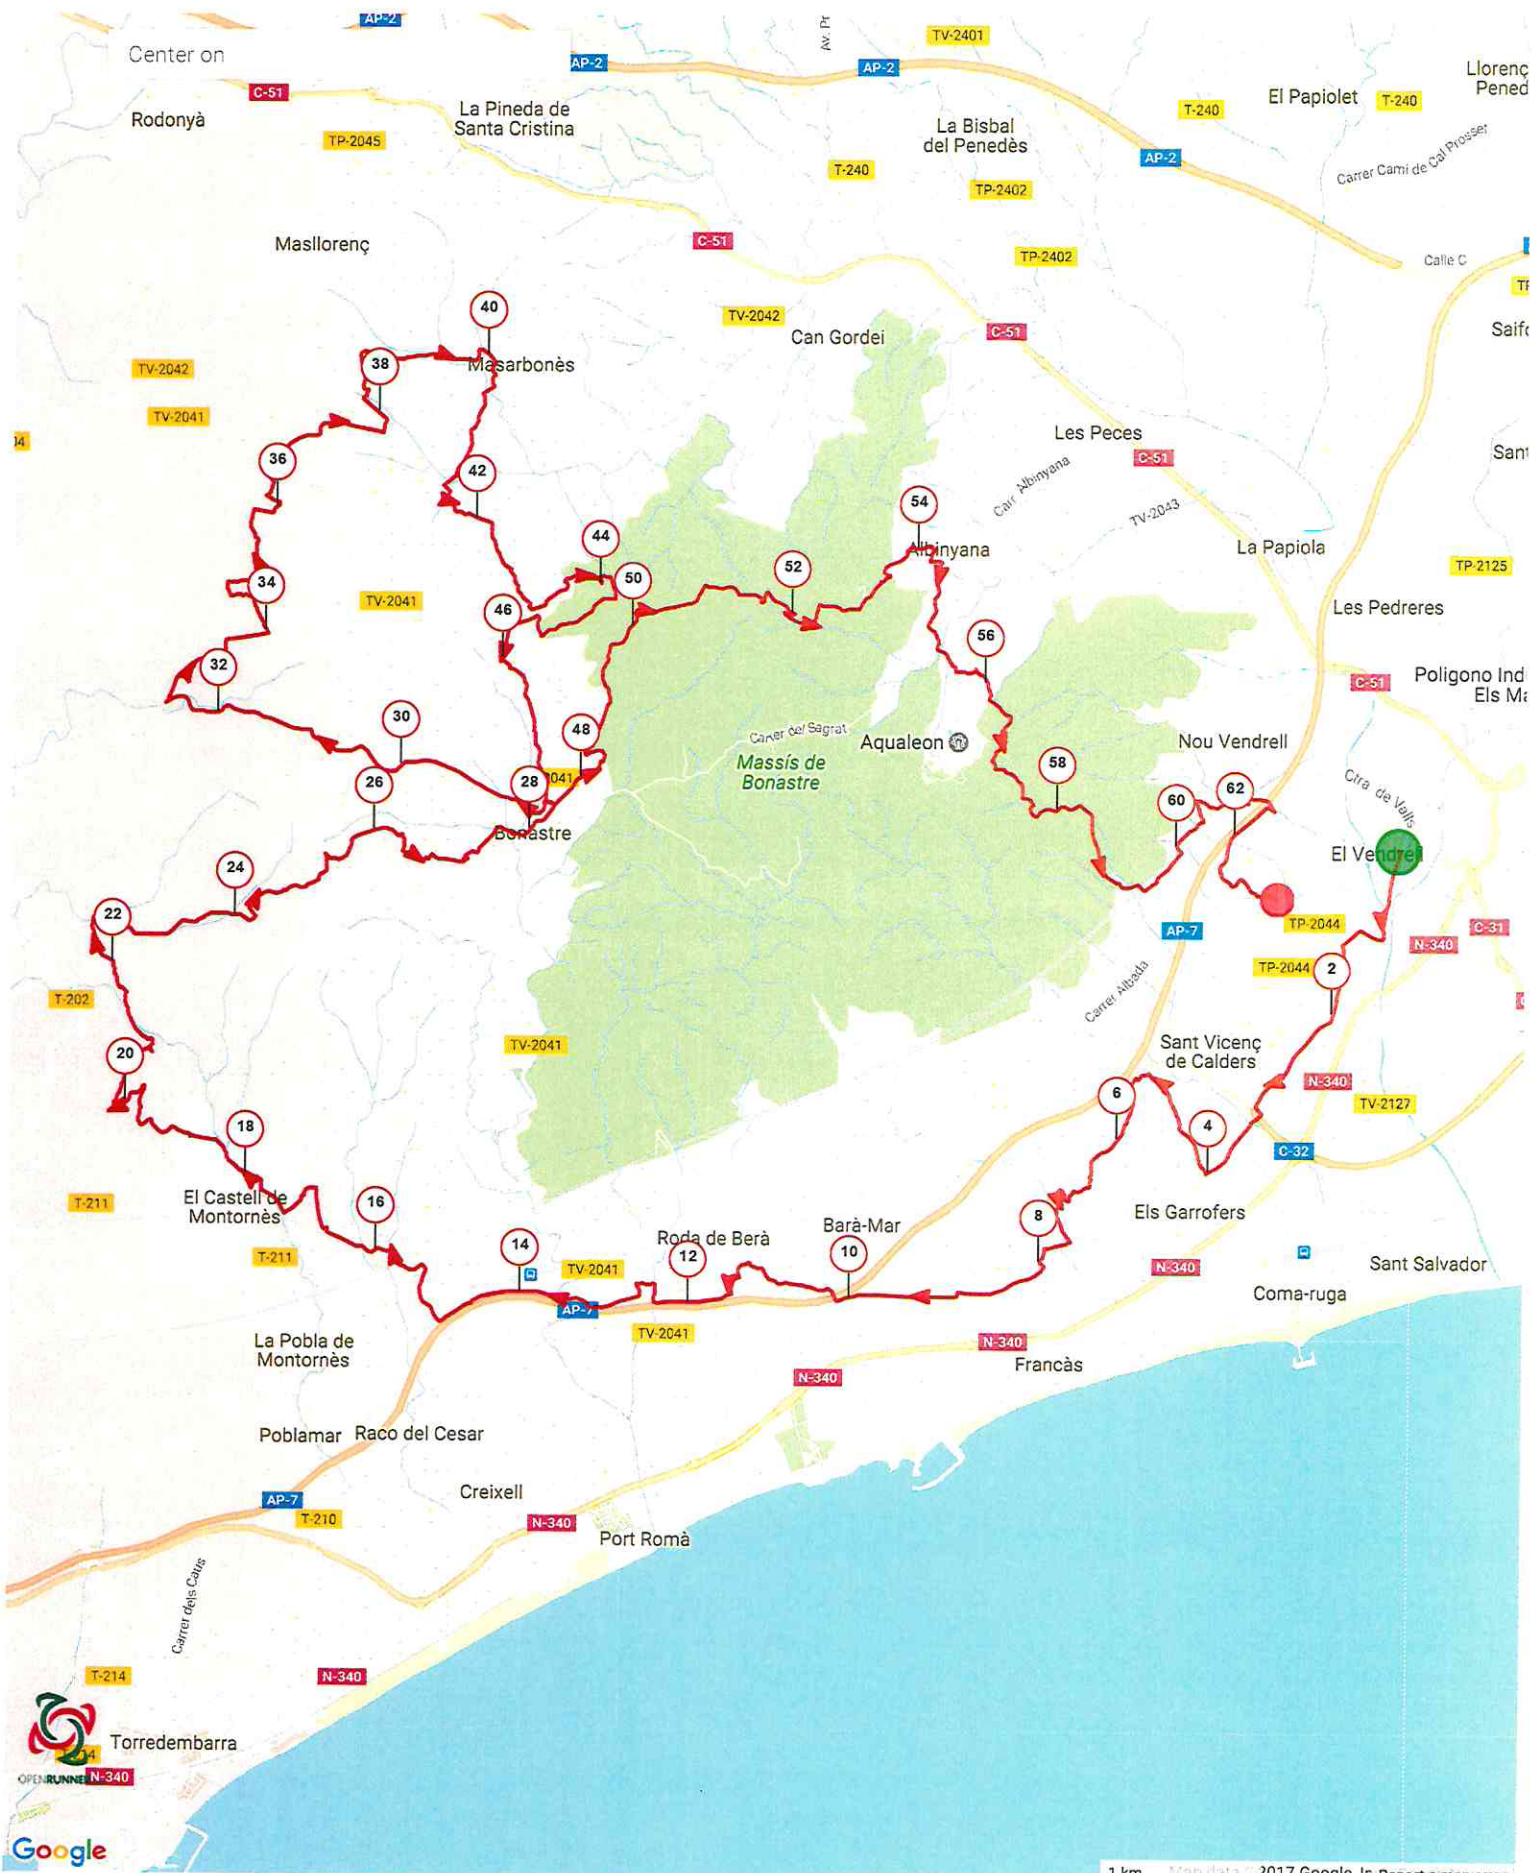 AP-2
Center on
AP-2
Av. Pr
TV-2401
AP-2
Llorenç
Pened
C-51
Rodonyà
La Pineda de
Santa Cristina
TP-2045
T-240
El Papiolet
T-240
La Bisbal
del Penedès
AP-2
Carrer Camí de Cal Prosser
T-240
TP-2402
Masllorenç
C-51
TP-2402
Calle C
40
TV-2042
Can Gordei
C-51
Saifo
TV-2042
38
Masarbonès
TV-2041
Les Peces
C-51
36
42
Carr. Albinyana
54
TV-2043
44
Albinyana
La Papiola
TP-2125
34
TV-2041
50
52
46
Les Pedreres
56
32
C-51
Poligono Ind
Els Ma
30
48
Carrer del Sagrat
Aqualeon
Nou Vendrell
Massís de
Bonastre
26
28
58
60
62
Ctra. de Valls
Bonastre
El Vendrell
24
22
TP-2044
AP-7
C-31
N-340
TP-2044
2
T-202
Carrer Albada
20
TV-2041
Sant Vicenç
de Calders
6
N-340
TV-2127
18
4
C-32
T-211
El Castell de
Montornès
16
8
Els Garrofers
Barà-Mar
Roda de Berà
14
12
10
T-211
TV-2041
N-340
Sant Salvador
Coma-ruga
AP-7
TV-2041
La Pobla de
Montornès
N-340
Francàs
N-340
Poblamar
Raco del Cesar
Creixell
AP-7
T-210
N-340
Port Romà
Carrer dels Caus
T-214
N-340
Torredembarra
OPENRUNNE
N-340
Google
1 km
Map data ©2017 Google, In